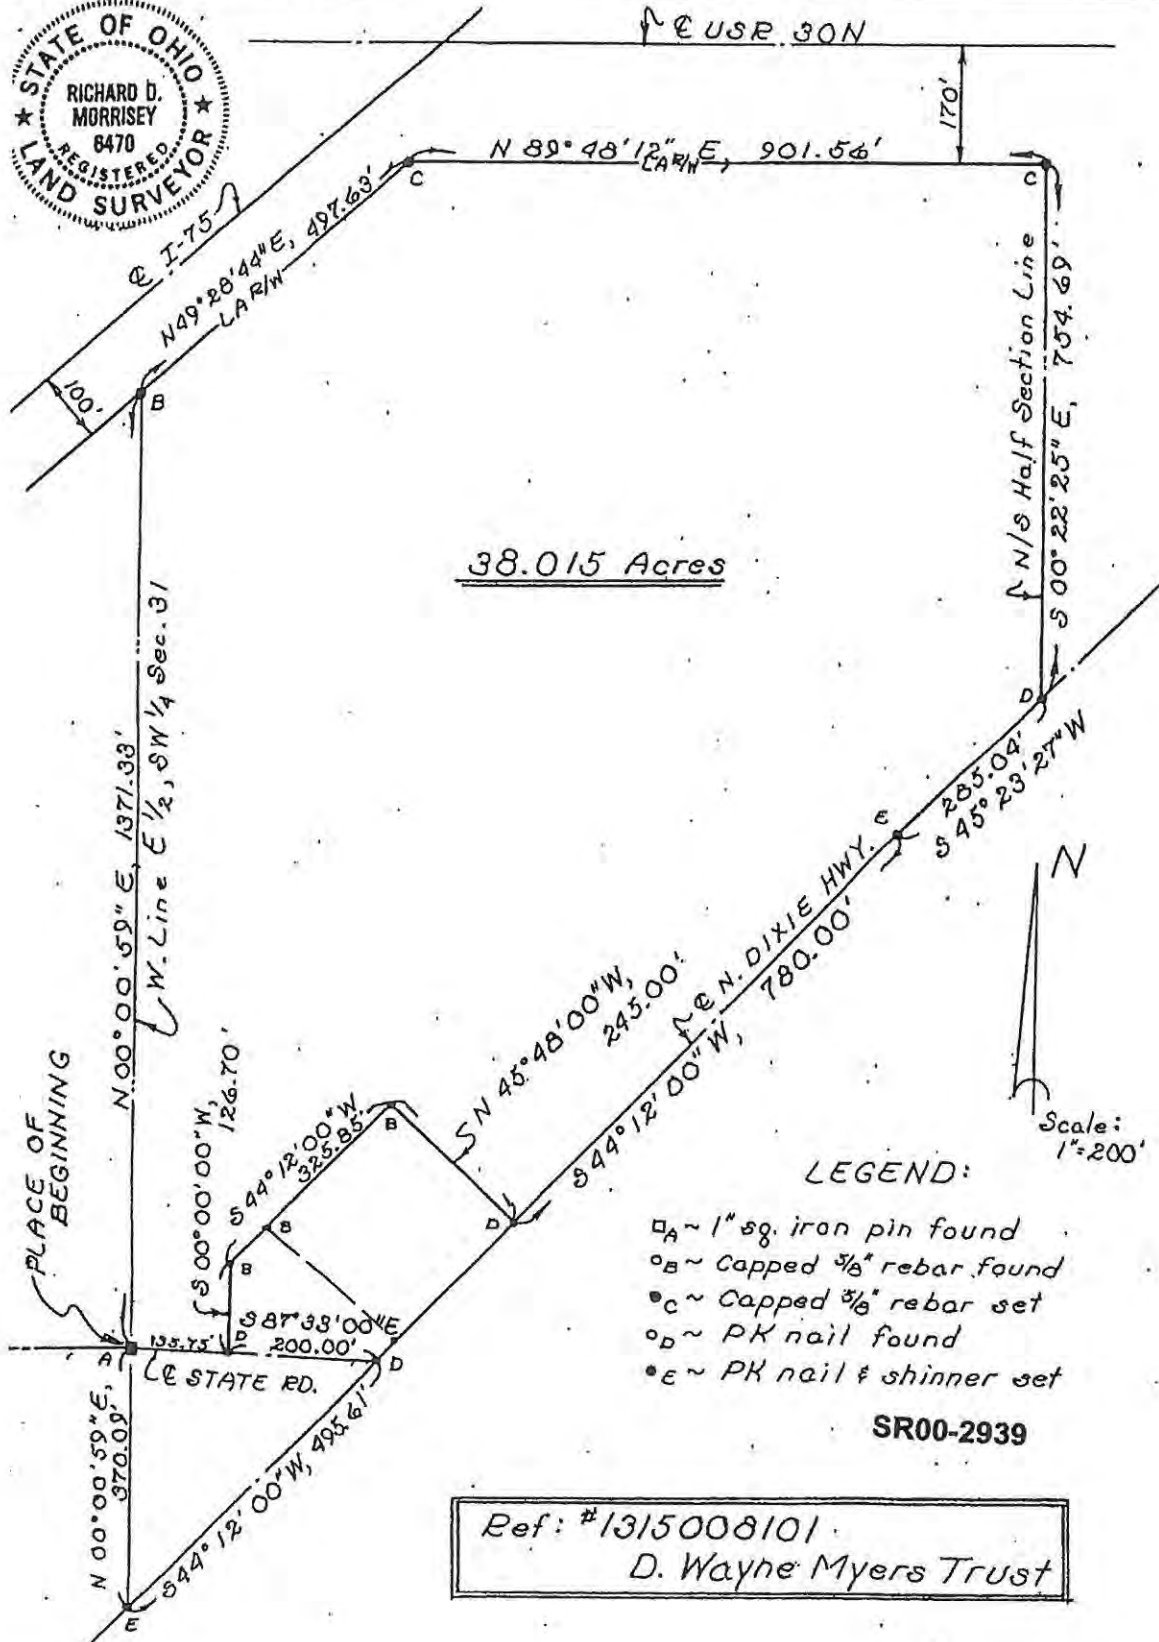 STATE OF OHIO
RICHARD D.
MORRISEY
6470
REGISTERED
LAND SURVEYOR
℄ USR 30N
170'
℄ I-75
N 89° 48' 12" E, 901.56'
LA R/W
C
C
N 49° 28' 44" E, 497.63'
LA R/W
100'
B
N/S Half Section Line
S 00° 22' 25" E, 754.69'
38.015 Acres
N 00° 00' 59" E, 1371.33'
W. Line E 1/2, SW 1/4 Sec. 31
D
285.04'
S 45° 23' 27" W
E
N
℄ N. DIXIE HWY.
780.00'
S 44° 12' 00" W,
N 45° 48' 00" W,
245.00'
PLACE OF
BEGINNING
S 00° 00' 00" W,
126.70'
S 44° 12' 00" W
325.85'
B
B
B
D
Scale:
1"=200'
S 87° 33' 00" E
135.75'
200.00'
D
E
D
A
℄ STATE RD.
N 00° 00' 59" E,
370.09'
S 44° 12' 00" W, 495.61'
E
LEGEND:
□A ~ 1" sq. iron pin found
○B ~ Capped 5/8" rebar found
●C ~ Capped 5/8" rebar set
○D ~ PK nail found
●E ~ PK nail & shinner set
SR00-2939
Ref: #1315008101
D. Wayne Myers Trust